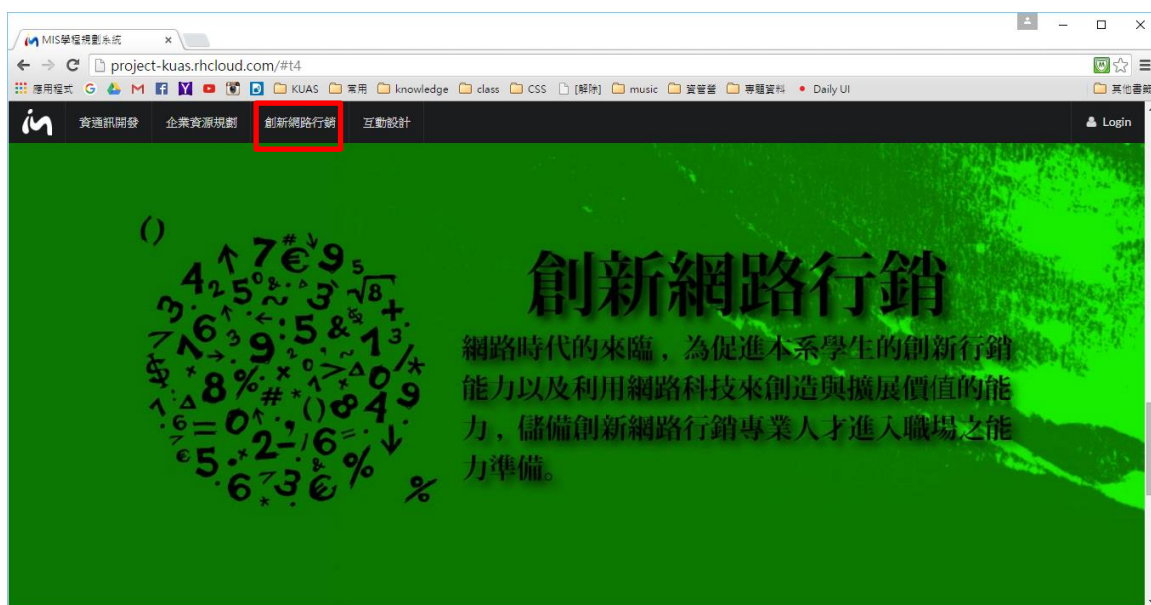 MIS學程規劃系統
project-kuas.rhcloud.com/#t4
應用程式 KUAS 常用 knowledge class CSS [解除] music 資管營 專題資料 Daily UI 其他書籤
資通訊開發 企業資源規劃 創新網路行銷 互動設計 Login
創新網路行銷
網路時代的來臨，為促進本系學生的創新行銷
能力以及利用網路科技來創造與擴展價值的能
力，儲備創新網路行銷專業人才進入職場之能
力準備。